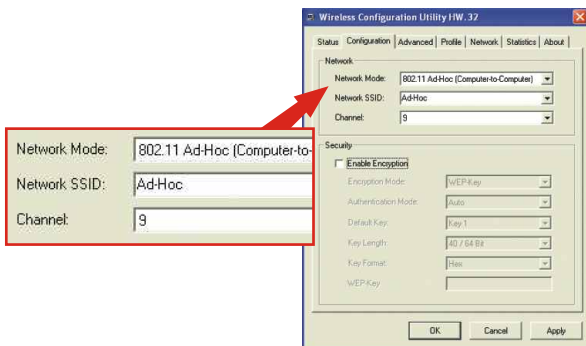 Wireless Configuration Utility HW.32
Status Configuration Advanced Profile Network Statistics About
Network
Network Mode: 802.11 Ad-Hoc (Computer-to-Computer)
Network SSID: Ad-Hoc
Channel: 9
Security
Enable Encryption
Encryption Mode: WEP-Key
Authentication Mode: Auto
Default Key: Key 1
Key Length: 40 / 64 Bit
Key Format: Hex
WEP-Key
OK Cancel Apply
Network Mode: 802.11 Ad-Hoc (Computer-to-
Network SSID: Ad-Hoc
Channel: 9